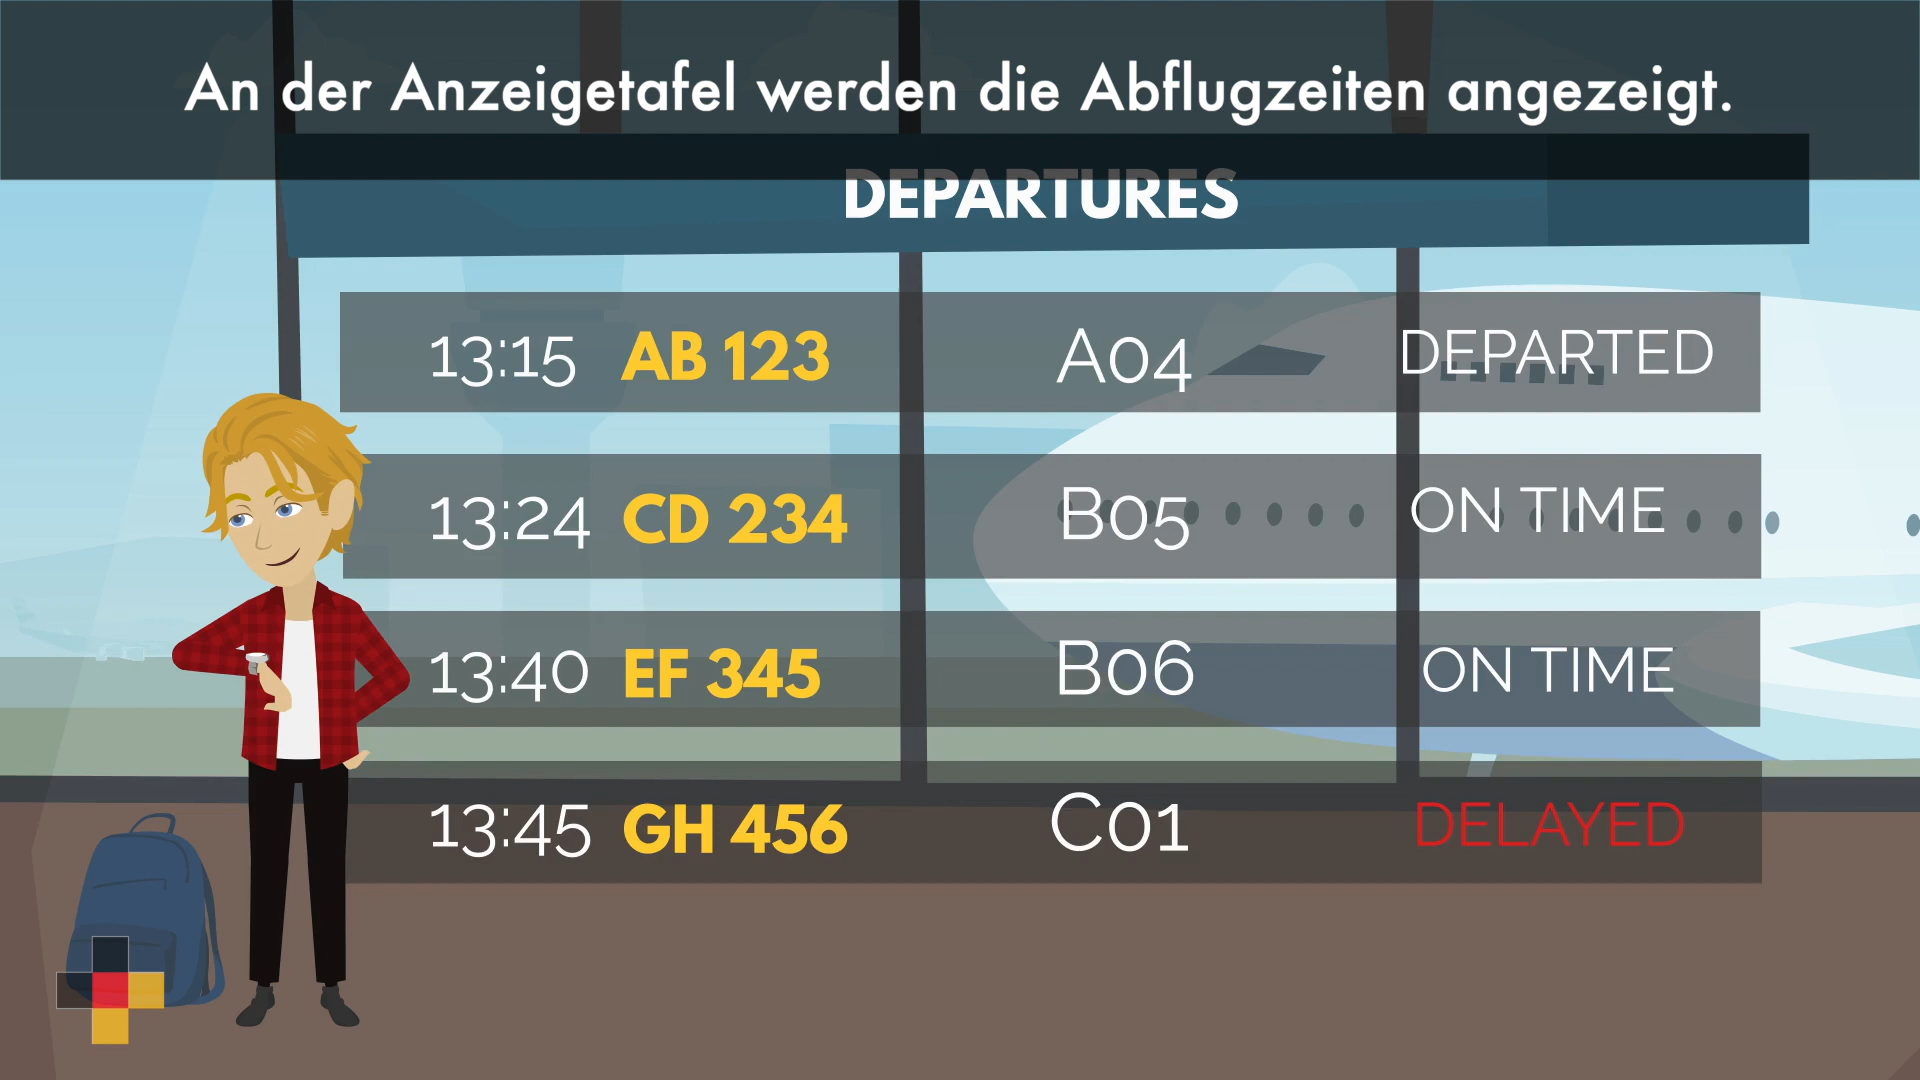 An der Anzeigetafel werden die Abflugzeiten angezeigt.
DEPARTURES
13:15 AB 123 A04 DEPARTED
13:24 CD 234 B05 ON TIME
13:40 EF 345 B06 ON TIME
13:45 GH 456 C01 DELAYED